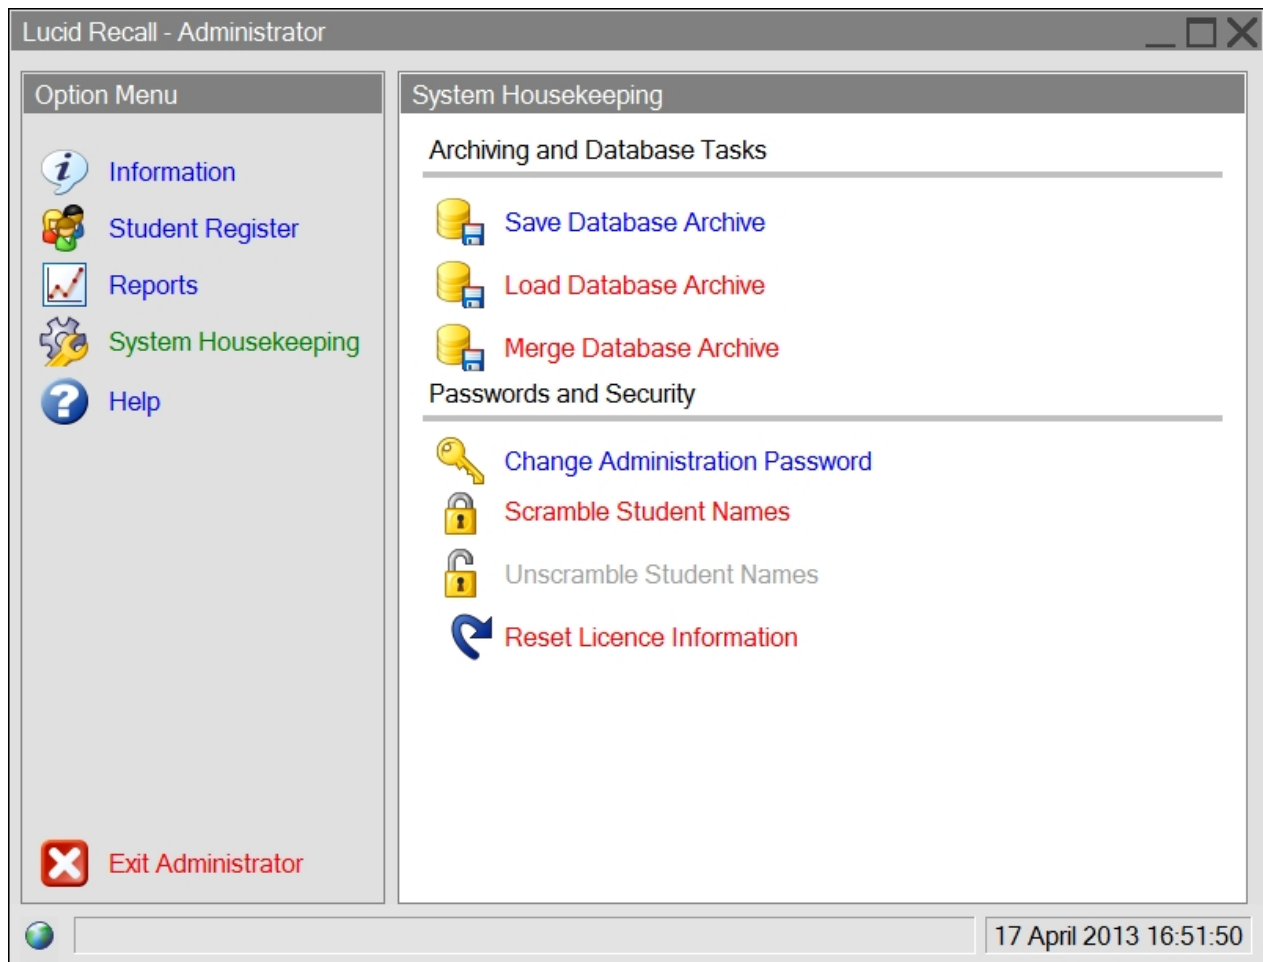 Lucid Recall - Administrator
Option Menu
Information
Student Register
Reports
System Housekeeping
Help
Exit Administrator
System Housekeeping
Archiving and Database Tasks
Save Database Archive
Load Database Archive
Merge Database Archive
Passwords and Security
Change Administration Password
Scramble Student Names
Unscramble Student Names
Reset Licence Information
17 April 2013 16:51:50